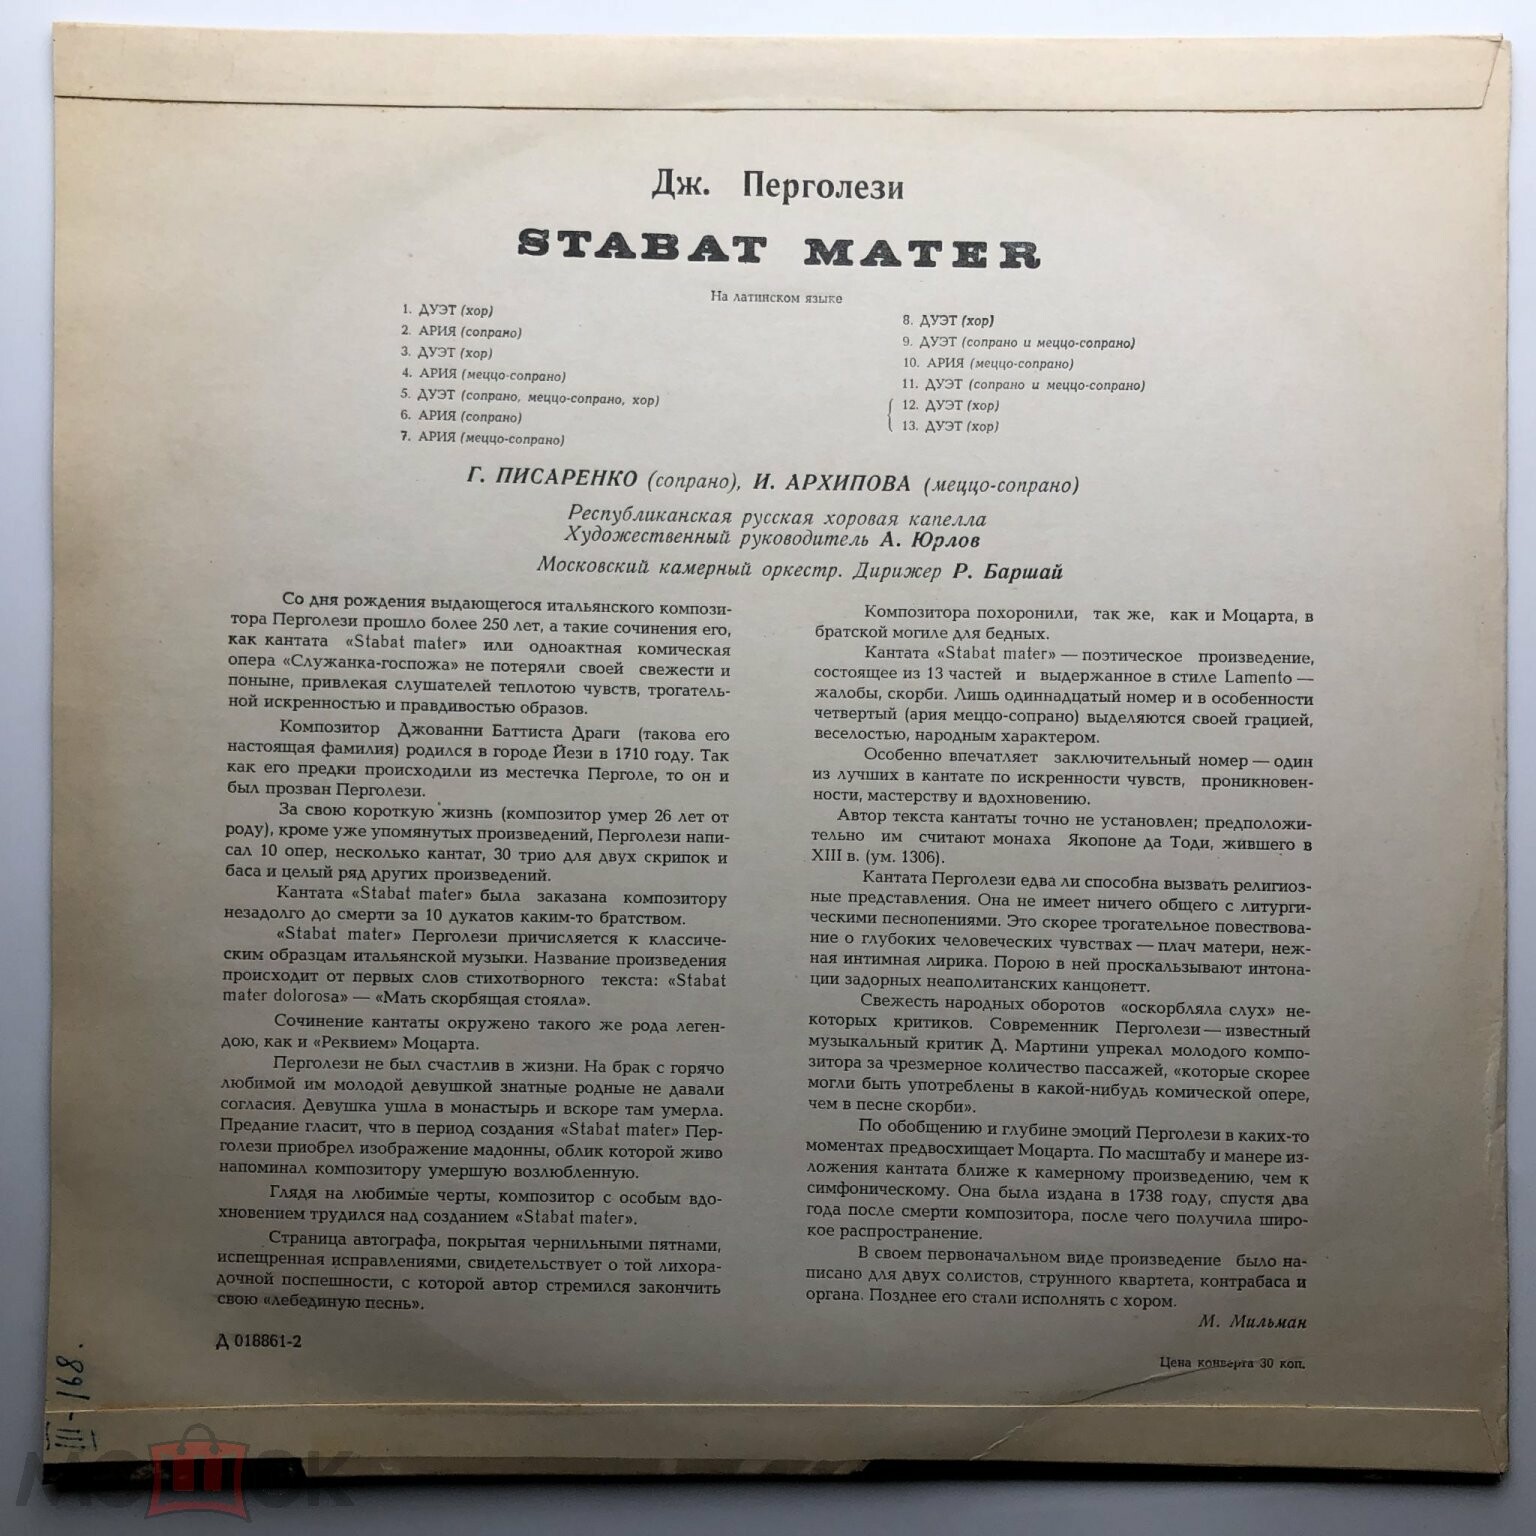 Дж. Перголези
STABAT MATER
На латинском языке
1. ДУЭТ (хор)
2. АРИЯ (сопрано)
3. ДУЭТ (хор)
4. АРИЯ (меццо-сопрано)
5. ДУЭТ (сопрано, меццо-сопрано, хор)
6. АРИЯ (сопрано)
7. АРИЯ (меццо-сопрано)
8. ДУЭТ (хор)
9. ДУЭТ (сопрано и меццо-сопрано)
10. АРИЯ (меццо-сопрано)
11. ДУЭТ (сопрано и меццо-сопрано)
12. ДУЭТ (хор)
13. ДУЭТ (хор)
Г. ПИСАРЕНКО (сопрано), И. АРХИПОВА (меццо-сопрано)
Республиканская русская хоровая капелла
Художественный руководитель А. Юрлов
Московский камерный оркестр. Дирижер Р. Баршай
Со дня рождения выдающегося итальянского компози-
тора Перголези прошло более 250 лет, а такие сочинения его,
как кантата «Stabat mater» или одноактная комическая
опера «Служанка-госпожа» не потеряли своей свежести и
поныне, привлекая слушателей теплотою чувств, трогатель-
ной искренностью и правдивостью образов.
Композитор Джованни Баттиста Драги (такова его
настоящая фамилия) родился в городе Йези в 1710 году. Так
как его предки происходили из местечка Перголе, то он и
был прозван Перголези.
За свою короткую жизнь (композитор умер 26 лет от
роду), кроме уже упомянутых произведений, Перголези напи-
сал 10 опер, несколько кантат, 30 трио для двух скрипок и
баса и целый ряд других произведений.
Кантата «Stabat mater» была заказана композитору
незадолго до смерти за 10 дукатов каким-то братством.
«Stabat mater» Перголези причисляется к классиче-
ским образцам итальянской музыки. Название произведения
происходит от первых слов стихотворного текста: «Stabat
mater dolorosa» — «Мать скорбящая стояла».
Сочинение кантаты окружено такого же рода леген-
дою, как и «Реквием» Моцарта.
Перголези не был счастлив в жизни. На брак с горячо
любимой им молодой девушкой знатные родные не давали
согласия. Девушка ушла в монастырь и вскоре там умерла.
Предание гласит, что в период создания «Stabat mater» Пер-
голези приобрел изображение мадонны, облик которой живо
напоминал композитору умершую возлюбленную.
Глядя на любимые черты, композитор с особым вдо-
хновением трудился над созданием «Stabat mater».
Страница автографа, покрытая чернильными пятнами,
испещренная исправлениями, свидетельствует о той лихора-
дочной поспешности, с которой автор стремился закончить
свою «лебединую песнь».
Д 018861-2
Композитора похоронили, так же, как и Моцарта, в
братской могиле для бедных.
Кантата «Stabat mater» — поэтическое произведение,
состоящее из 13 частей и выдержанное в стиле Lamento —
жалобы, скорби. Лишь одиннадцатый номер и в особенности
четвертый (ария меццо-сопрано) выделяются своей грацией,
веселостью, народным характером.
Особенно впечатляет заключительный номер — один
из лучших в кантате по искренности чувств, проникновен-
ности, мастерству и вдохновению.
Автор текста кантаты точно не установлен; предположи-
тельно им считают монаха Якопоне да Тоди, жившего в
XIII в. (ум. 1306).
Кантата Перголези едва ли способна вызвать религиоз-
ные представления. Она не имеет ничего общего с литурги-
ческими песнопениями. Это скорее трогательное повествова-
ние о глубоких человеческих чувствах — плач матери, неж-
ная интимная лирика. Порою в ней проскальзывают интона-
ции задорных неаполитанских канцонетт.
Свежесть народных оборотов «оскорбляла слух» не-
которых критиков. Современник Перголези — известный
музыкальный критик Д. Мартини упрекал молодого компо-
зитора за чрезмерное количество пассажей, «которые скорее
могли быть употреблены в какой-нибудь комической опере,
чем в песне скорби».
По обобщению и глубине эмоций Перголези в каких-то
моментах предвосхищает Моцарта. По масштабу и манере из-
ложения кантата ближе к камерному произведению, чем к
симфоническому. Она была издана в 1738 году, спустя два
года после смерти композитора, после чего получила широ-
кое распространение.
В своем первоначальном виде произведение было на-
писано для двух солистов, струнного квартета, контрабаса и
органа. Позднее его стали исполнять с хором.
М. Мильман
Цена конверта 30 коп.
III-168.
МЕШОК